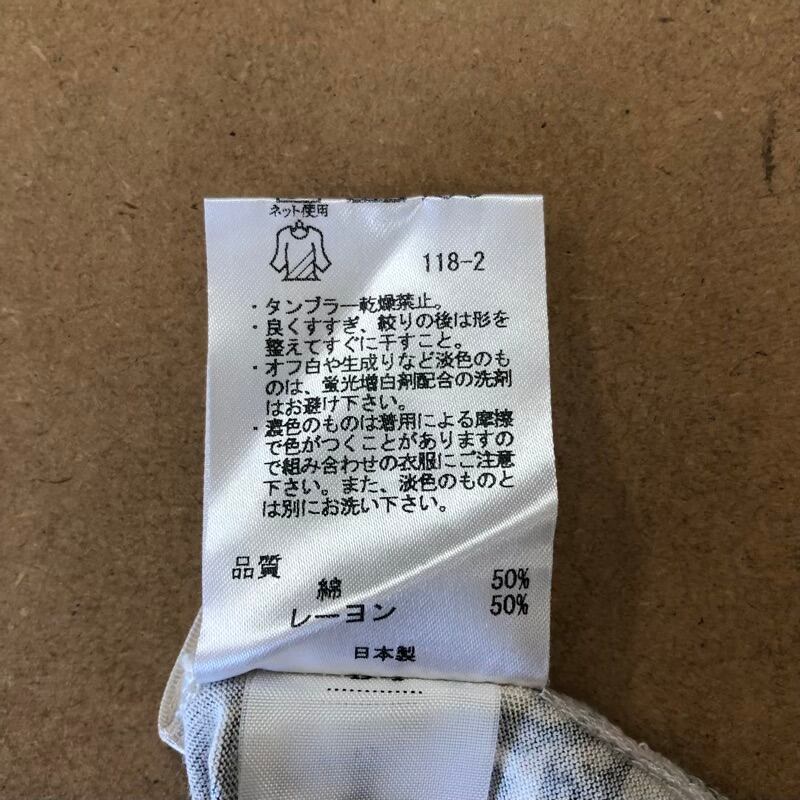 ネット使用
118-2
・タンブラー乾燥禁止。
・良くすすぎ、絞りの後は形を
整えてすぐに干すこと。
・オフ白や生成りなど淡色のも
のは、蛍光増白剤配合の洗剤
はお避け下さい。
・濃色のものは着用による摩擦
で色がつくことがありますの
で組み合わせの衣服にご注意
下さい。また、淡色のものと
は別にお洗い下さい。
品質
綿 50%
レーヨン 50%
日本製